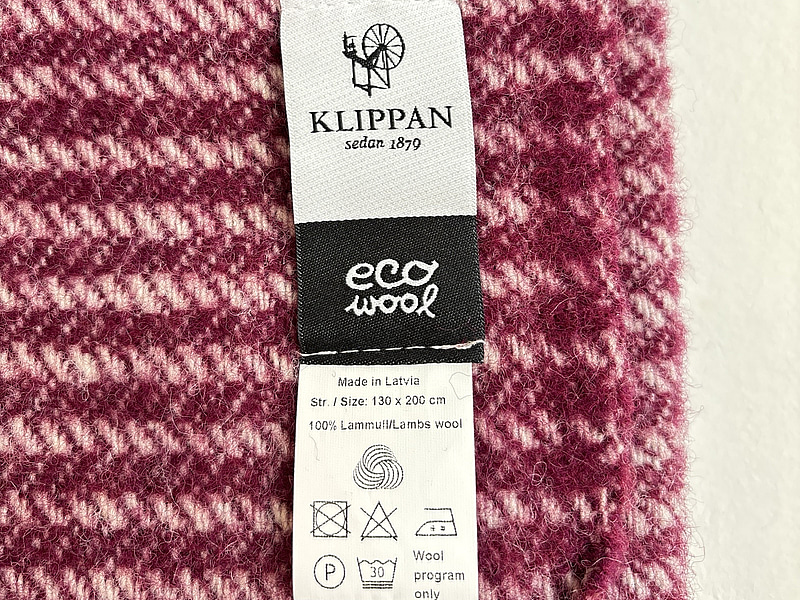 KLIPPAN
sedan 1879
eco
wool
Made in Latvia
Str. / Size: 130 x 200 cm
100% Lammull/Lambs wool
P
30
Wool
program
only